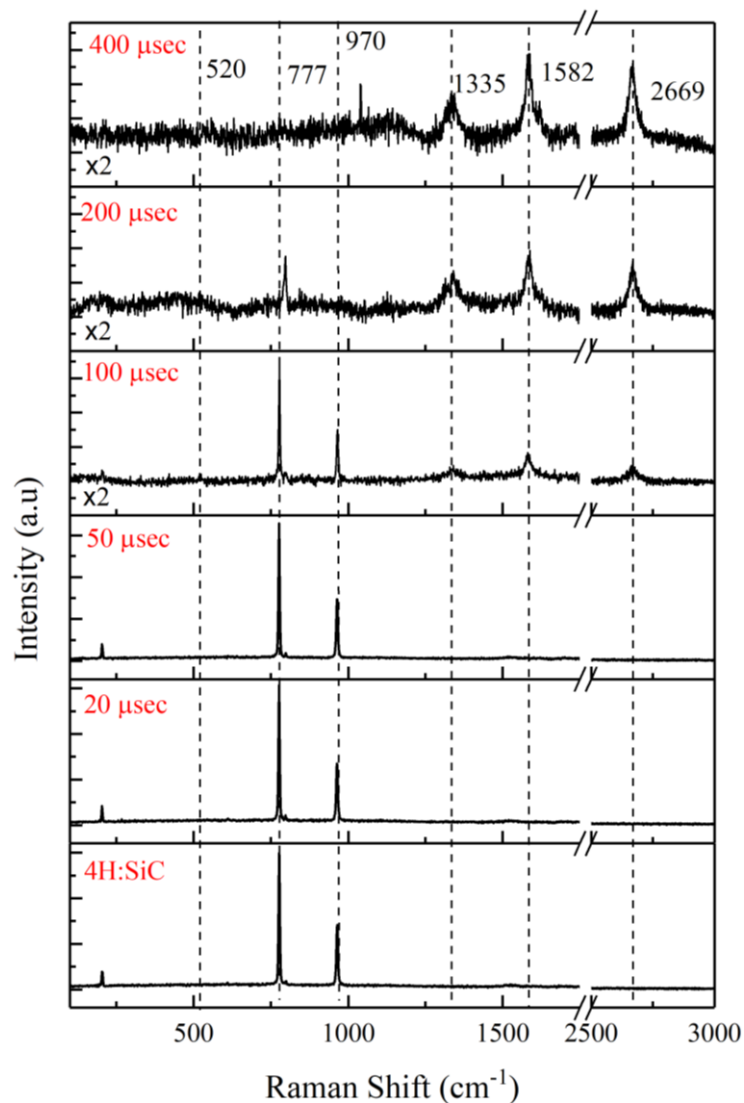 400 μsec
520
777
970
1335
1582
2669
x2
200 μsec
x2
100 μsec
x2
50 μsec
20 μsec
4H:SiC
Intensity (a.u)
500
1000
1500
2500
3000
Raman Shift (cm⁻¹)